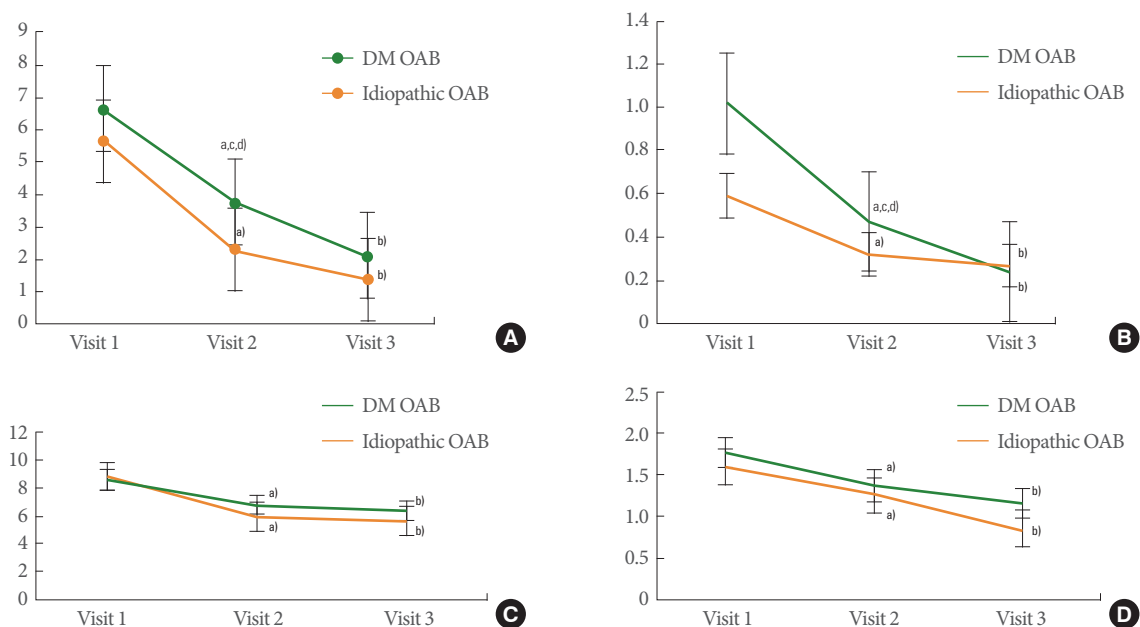 9
8
7
6
5
4
3
2
1
0
DM OAB
Idiopathic OAB
a,c,d)
a)
b)
b)
Visit 1 Visit 2 Visit 3
A
1.4
1.2
1.0
0.8
0.6
0.4
0.2
0
DM OAB
Idiopathic OAB
a,c,d)
a)
b)
b)
Visit 1 Visit 2 Visit 3
B
12
10
8
6
4
2
0
DM OAB
Idiopathic OAB
a)
a)
b)
b)
Visit 1 Visit 2 Visit 3
C
2.5
2.0
1.5
1.0
0.5
0
DM OAB
Idiopathic OAB
a)
a)
b)
b)
Visit 1 Visit 2 Visit 3
D